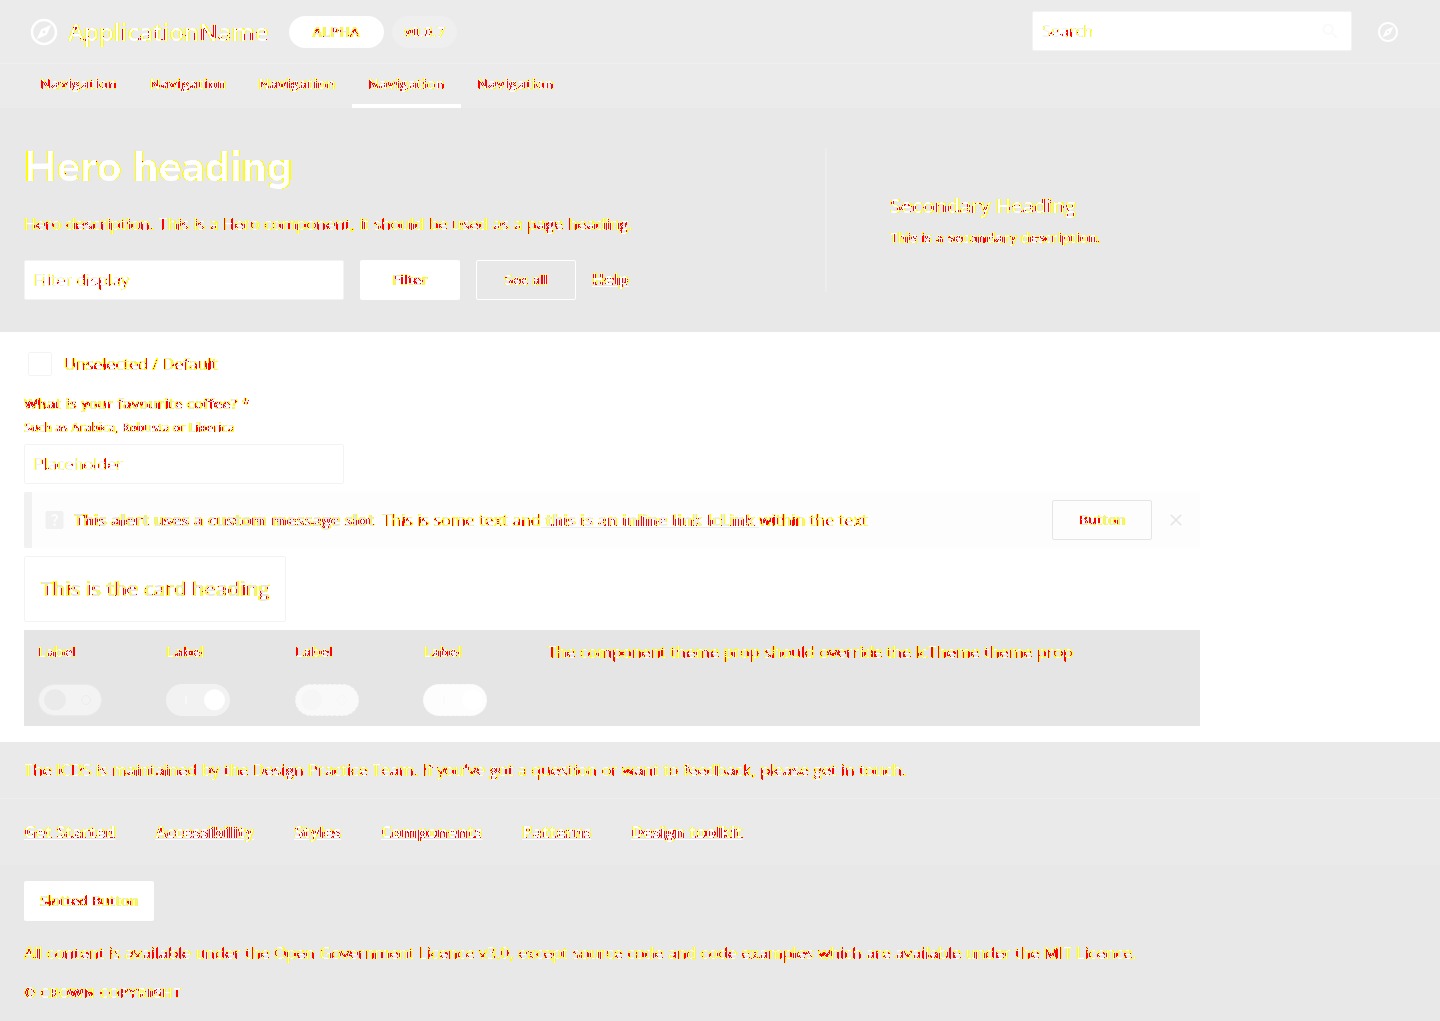 ApplicationName ALPHA v0.0.7 Search
Navigation Navigation Navigation Navigation Navigation
Hero heading
Hero description. This is a Hero component. It should be used as a page heading
Secondary Heading
This is a secondary description.
Filter display Filter See all Help
Unselected / Default
What is your favourite coffee? *
Such as Arabica, Robusta or Liberica
Placeholder
This alert uses a custom message slot. This is some text and this is an inline link IcLink within the text Button
This is the card heading
Label Label Label Label The component theme prop should override the IcTheme theme prop
The ICDS is maintained by the Design Practice Team. If you've got a question or want to feedback, please get in touch.
Get Started Accessibility Styles Components Patterns Design toolkit
Slotted Button
All content is available under the Open Government Licence v3.0, except source code and code examples which are available under the MIT Licence.
© CROWN COPYRIGHT